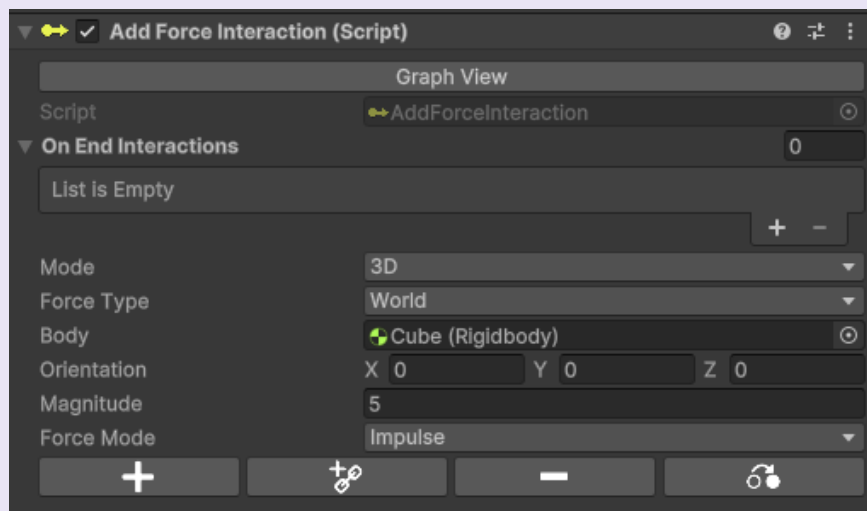 Add Force Interaction (Script)
Graph View
Script AddForceInteraction
On End Interactions 0
List is Empty
+ −
Mode 3D
Force Type World
Body Cube (Rigidbody)
Orientation X 0 Y 0 Z 0
Magnitude 5
Force Mode Impulse